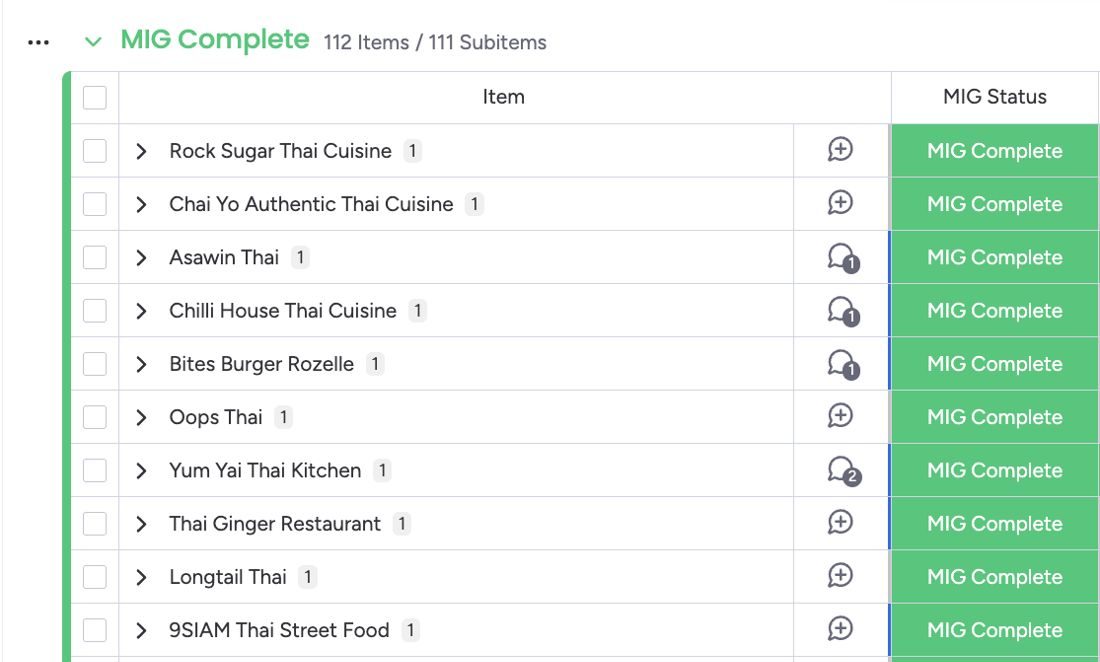 MIG Complete 112 Items / 111 Subitems
Item MIG Status
Rock Sugar Thai Cuisine 1 MIG Complete
Chai Yo Authentic Thai Cuisine 1 MIG Complete
Asawin Thai 1 1 MIG Complete
Chilli House Thai Cuisine 1 1 MIG Complete
Bites Burger Rozelle 1 1 MIG Complete
Oops Thai 1 MIG Complete
Yum Yai Thai Kitchen 1 2 MIG Complete
Thai Ginger Restaurant 1 MIG Complete
Longtail Thai 1 MIG Complete
9SIAM Thai Street Food 1 MIG Complete